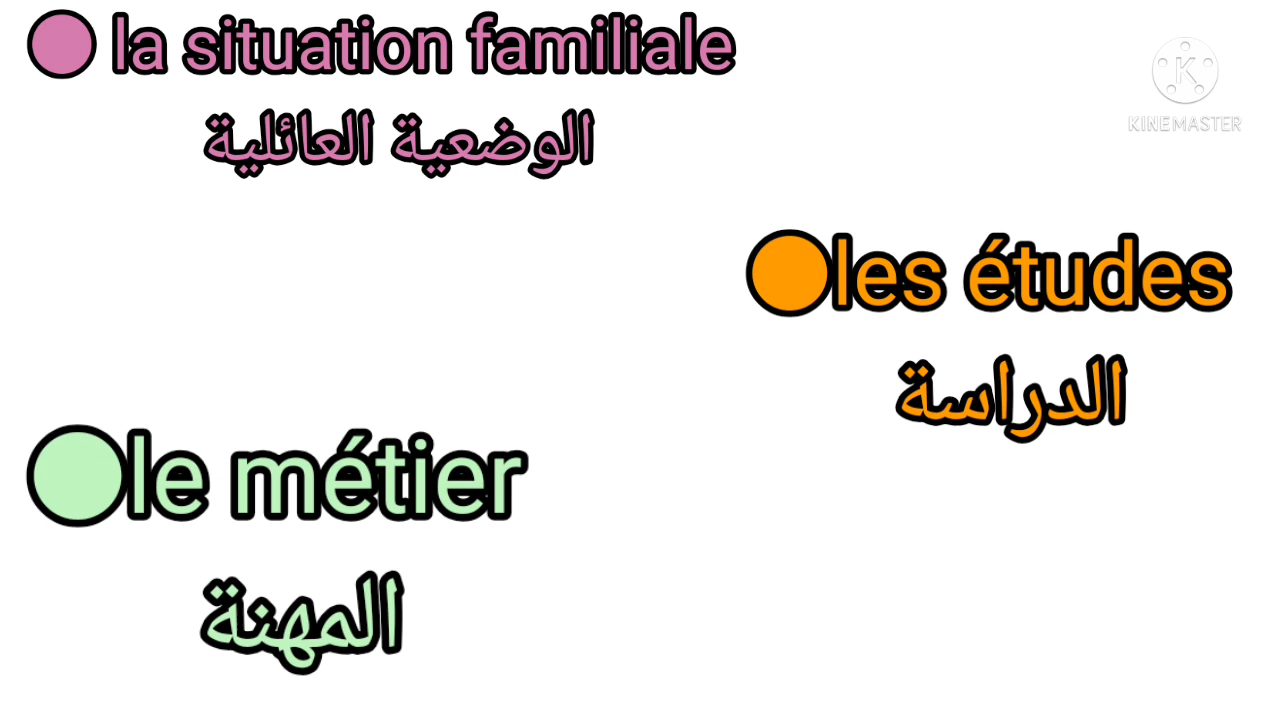 la situation familiale
الوضعية العائلية
KINEMASTER
les études
الدراسة
le métier
المهنة